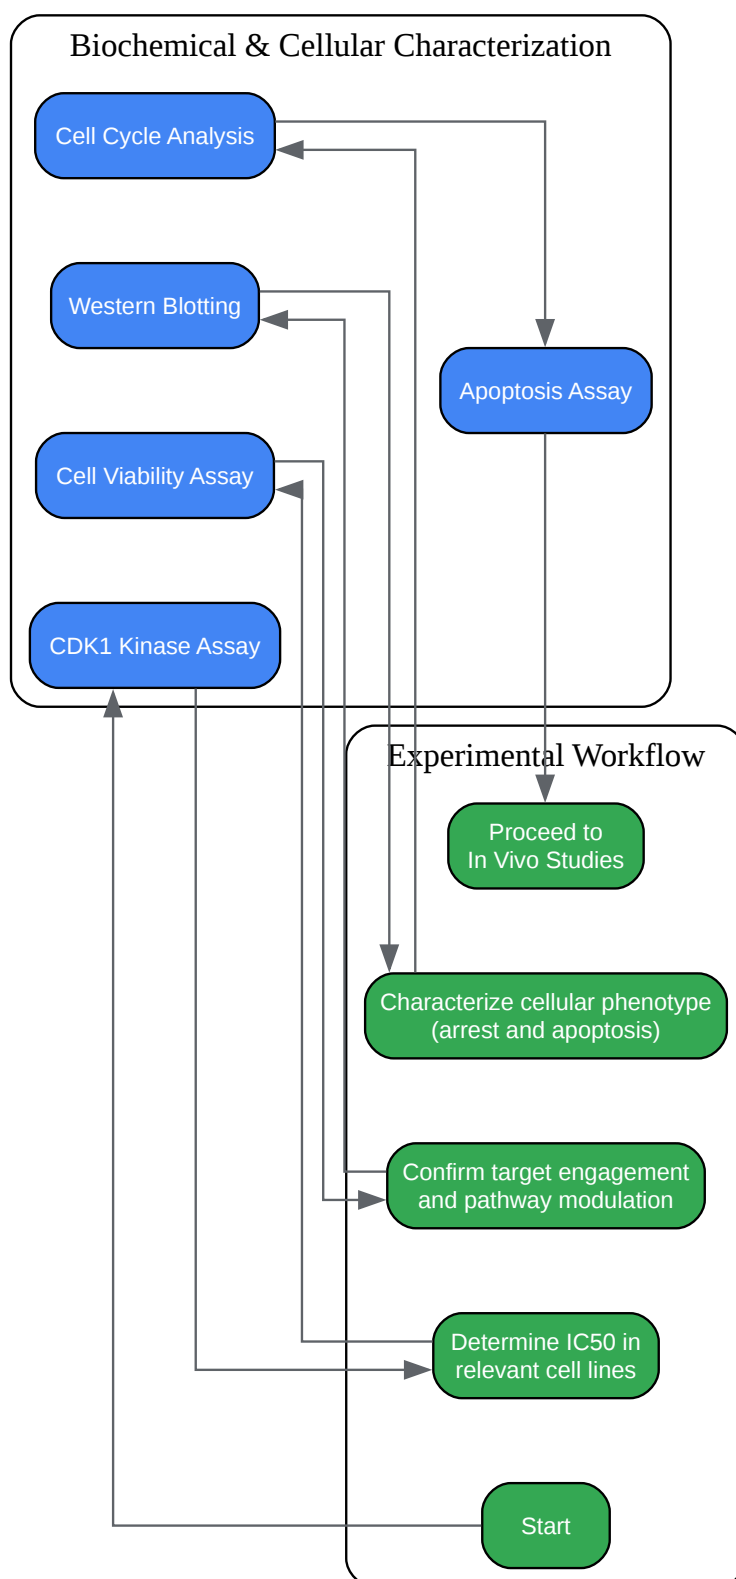 Biochemical & Cellular Characterization
Cell Cycle Analysis
Western Blotting
Apoptosis Assay
Cell Viability Assay
CDK1 Kinase Assay
Experimental Workflow
Proceed to
In Vivo Studies
Characterize cellular phenotype
(arrest and apoptosis)
Confirm target engagement
and pathway modulation
Determine IC50 in
relevant cell lines
Start